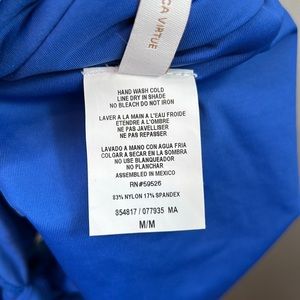 CA VIRTUE
HAND WASH COLD
LINE DRY IN SHADE
NO BLEACH DO NOT IRON
LAVER A LA MAIN A L'EAU FROIDE
ETENDRE A L'OMBRE
NE PAS JAVELLISER
NE PAS REPASSER
LAVADO A MANO CON AGUA FRIA
COLGAR A SECAR EN LA SOMBRA
NO USE BLANQUEADOR
NO PLANCHAR
ASSEMBLED IN MEXICO
RN#59526
83% NYLON 17% SPANDEX
854817 / 077935 MA
M/M